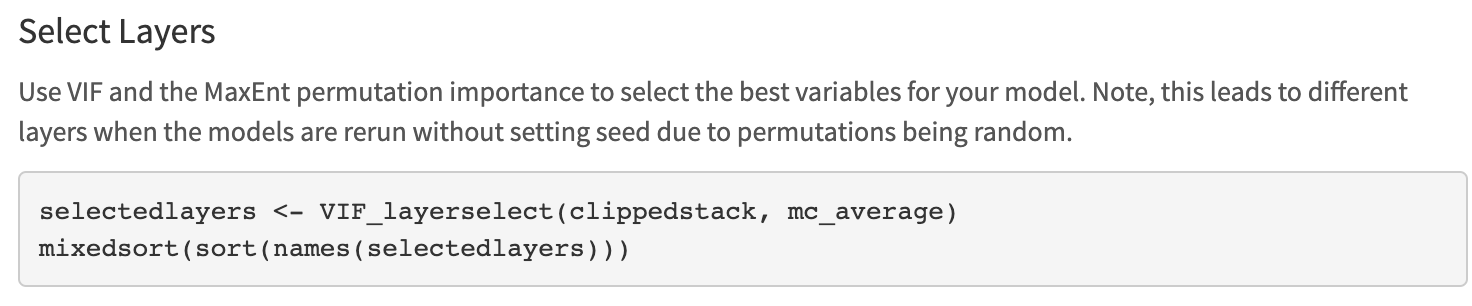 Select Layers
Use VIF and the MaxEnt permutation importance to select the best variables for your model. Note, this leads to different
layers when the models are rerun without setting seed due to permutations being random.
selectedlayers <- VIF_layerselect(clippedstack, mc_average)
mixedsort(sort(names(selectedlayers)))